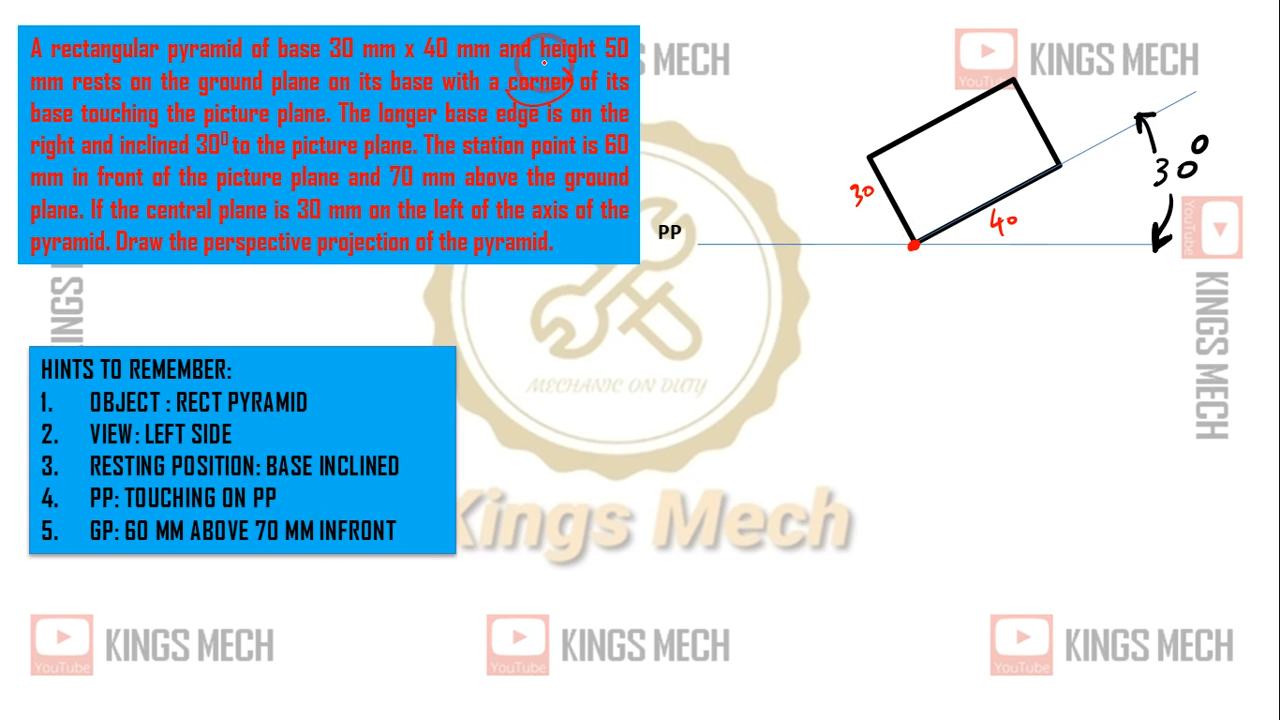 A rectangular pyramid of base 30 mm x 40 mm and height 50
mm rests on the ground plane on its base with a corner of its
base touching the picture plane. The longer base edge is on the
right and inclined 30⁰ to the picture plane. The station point is 60
mm in front of the picture plane and 70 mm above the ground
plane. If the central plane is 30 mm on the left of the axis of the
pyramid. Draw the perspective projection of the pyramid.
S MECH
YouTube
KINGS MECH
30
40
30⁰
PP
YouTube
KINGS MECH
KINGS
MECHANIC ON DUTY
HINTS TO REMEMBER:
1. OBJECT : RECT PYRAMID
2. VIEW: LEFT SIDE
3. RESTING POSITION: BASE INCLINED
4. PP: TOUCHING ON PP
5. GP: 60 MM ABOVE 70 MM INFRONT
Kings Mech
YouTube
KINGS MECH
YouTube
KINGS MECH
YouTube
KINGS MECH